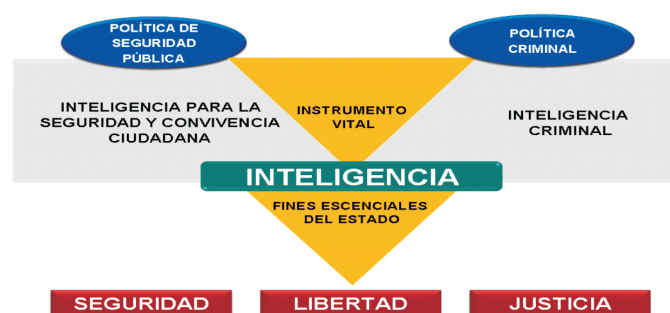 POLÍTICA DE
SEGURIDAD
PÚBLICA
POLÍTICA
CRIMINAL
INTELIGENCIA PARA LA
SEGURIDAD Y CONVIVENCIA
CIUDADANA
INSTRUMENTO
VITAL
INTELIGENCIA
CRIMINAL
INTELIGENCIA
FINES ESCENCIALES
DEL ESTADO
SEGURIDAD
LIBERTAD
JUSTICIA